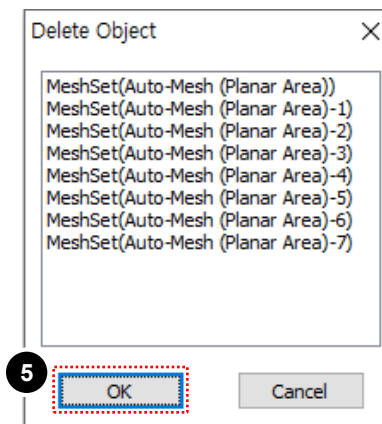 Delete Object
MeshSet(Auto-Mesh (Planar Area))
MeshSet(Auto-Mesh (Planar Area)-1)
MeshSet(Auto-Mesh (Planar Area)-2)
MeshSet(Auto-Mesh (Planar Area)-3)
MeshSet(Auto-Mesh (Planar Area)-4)
MeshSet(Auto-Mesh (Planar Area)-5)
MeshSet(Auto-Mesh (Planar Area)-6)
MeshSet(Auto-Mesh (Planar Area)-7)
5
OK Cancel